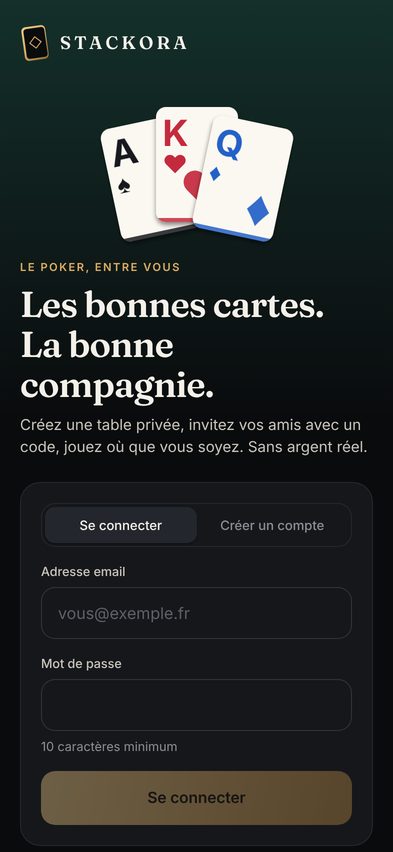 STACKORA
A
K
Q
LE POKER, ENTRE VOUS
Les bonnes cartes.
La bonne
compagnie.
Créez une table privée, invitez vos amis avec un
code, jouez où que vous soyez. Sans argent réel.
Se connecter
Créer un compte
Adresse email
vous@exemple.fr
Mot de passe
10 caractères minimum
Se connecter